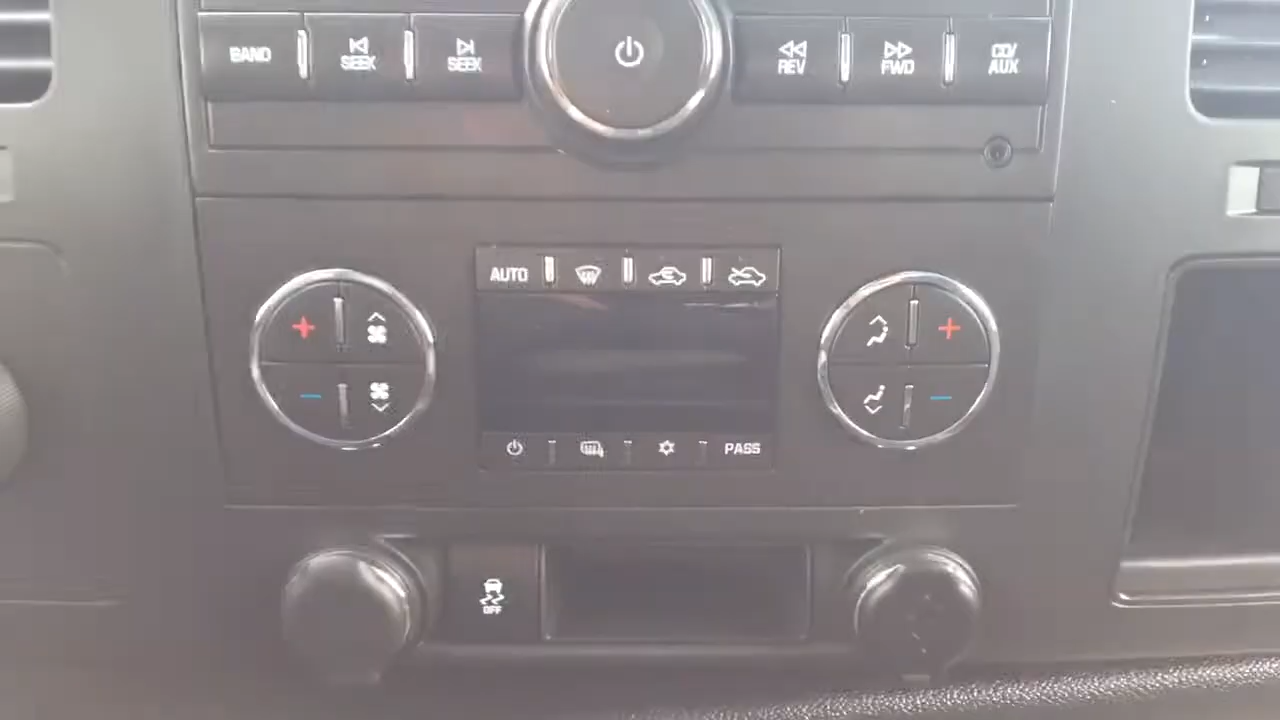 BAND
SEEK
SEEK
REV
FWD
CD/
AUX
AUTO
PASS
OFF